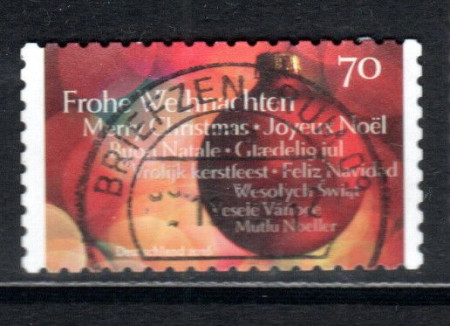 70
Frohe Weihnachten
Merry Christmas • Joyeux Noël
Buon Natale • Glædelig jul
Vrolijk kerstfeest • Feliz Navidad
Wesołych Świąt
Veselé Vánoce
Mutlu Noeller
Deutschland